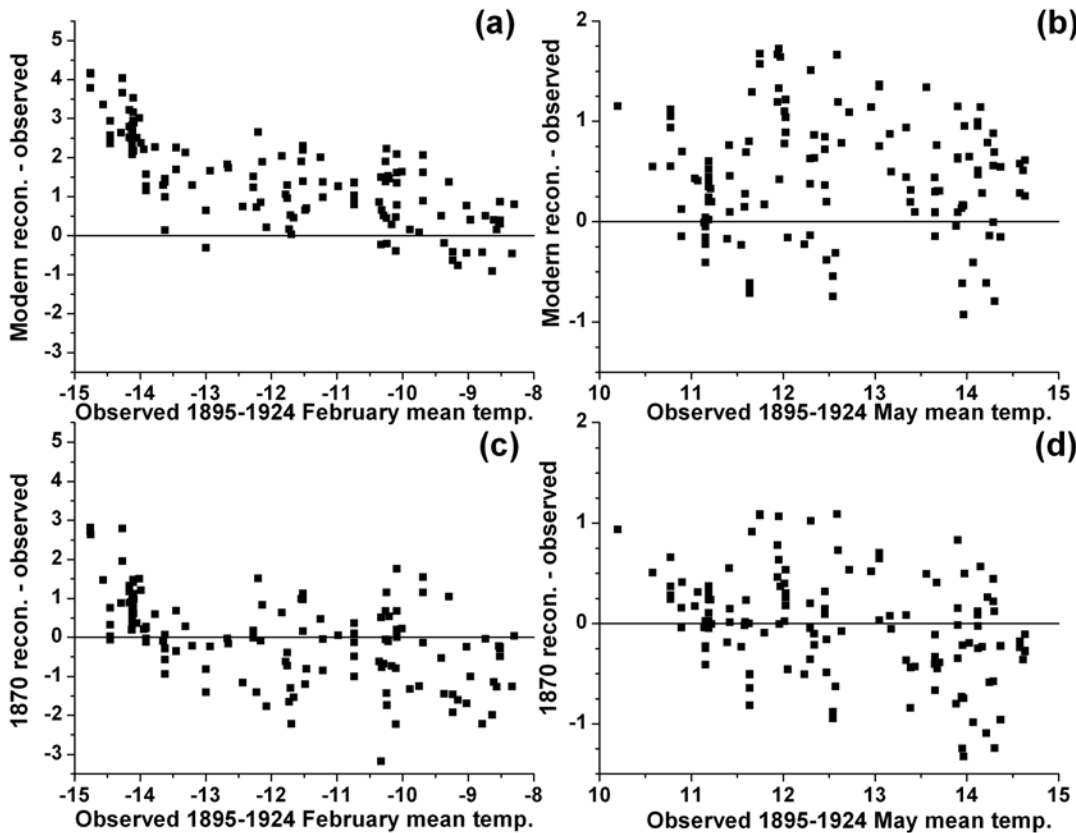 (a)
Modern recon. - observed
5
4
3
2
1
0
-1
-2
-3
-15 -14 -13 -12 -11 -10 -9 -8
Observed 1895-1924 February mean temp.
(b)
Modern recon. - observed
2
1
0
-1
10 11 12 13 14 15
Observed 1895-1924 May mean temp.
(c)
1870 recon. - observed
5
4
3
2
1
0
-1
-2
-3
-15 -14 -13 -12 -11 -10 -9 -8
Observed 1895-1924 February mean temp.
(d)
1870 recon. - observed
2
1
0
-1
10 11 12 13 14 15
Observed 1895-1924 May mean temp.